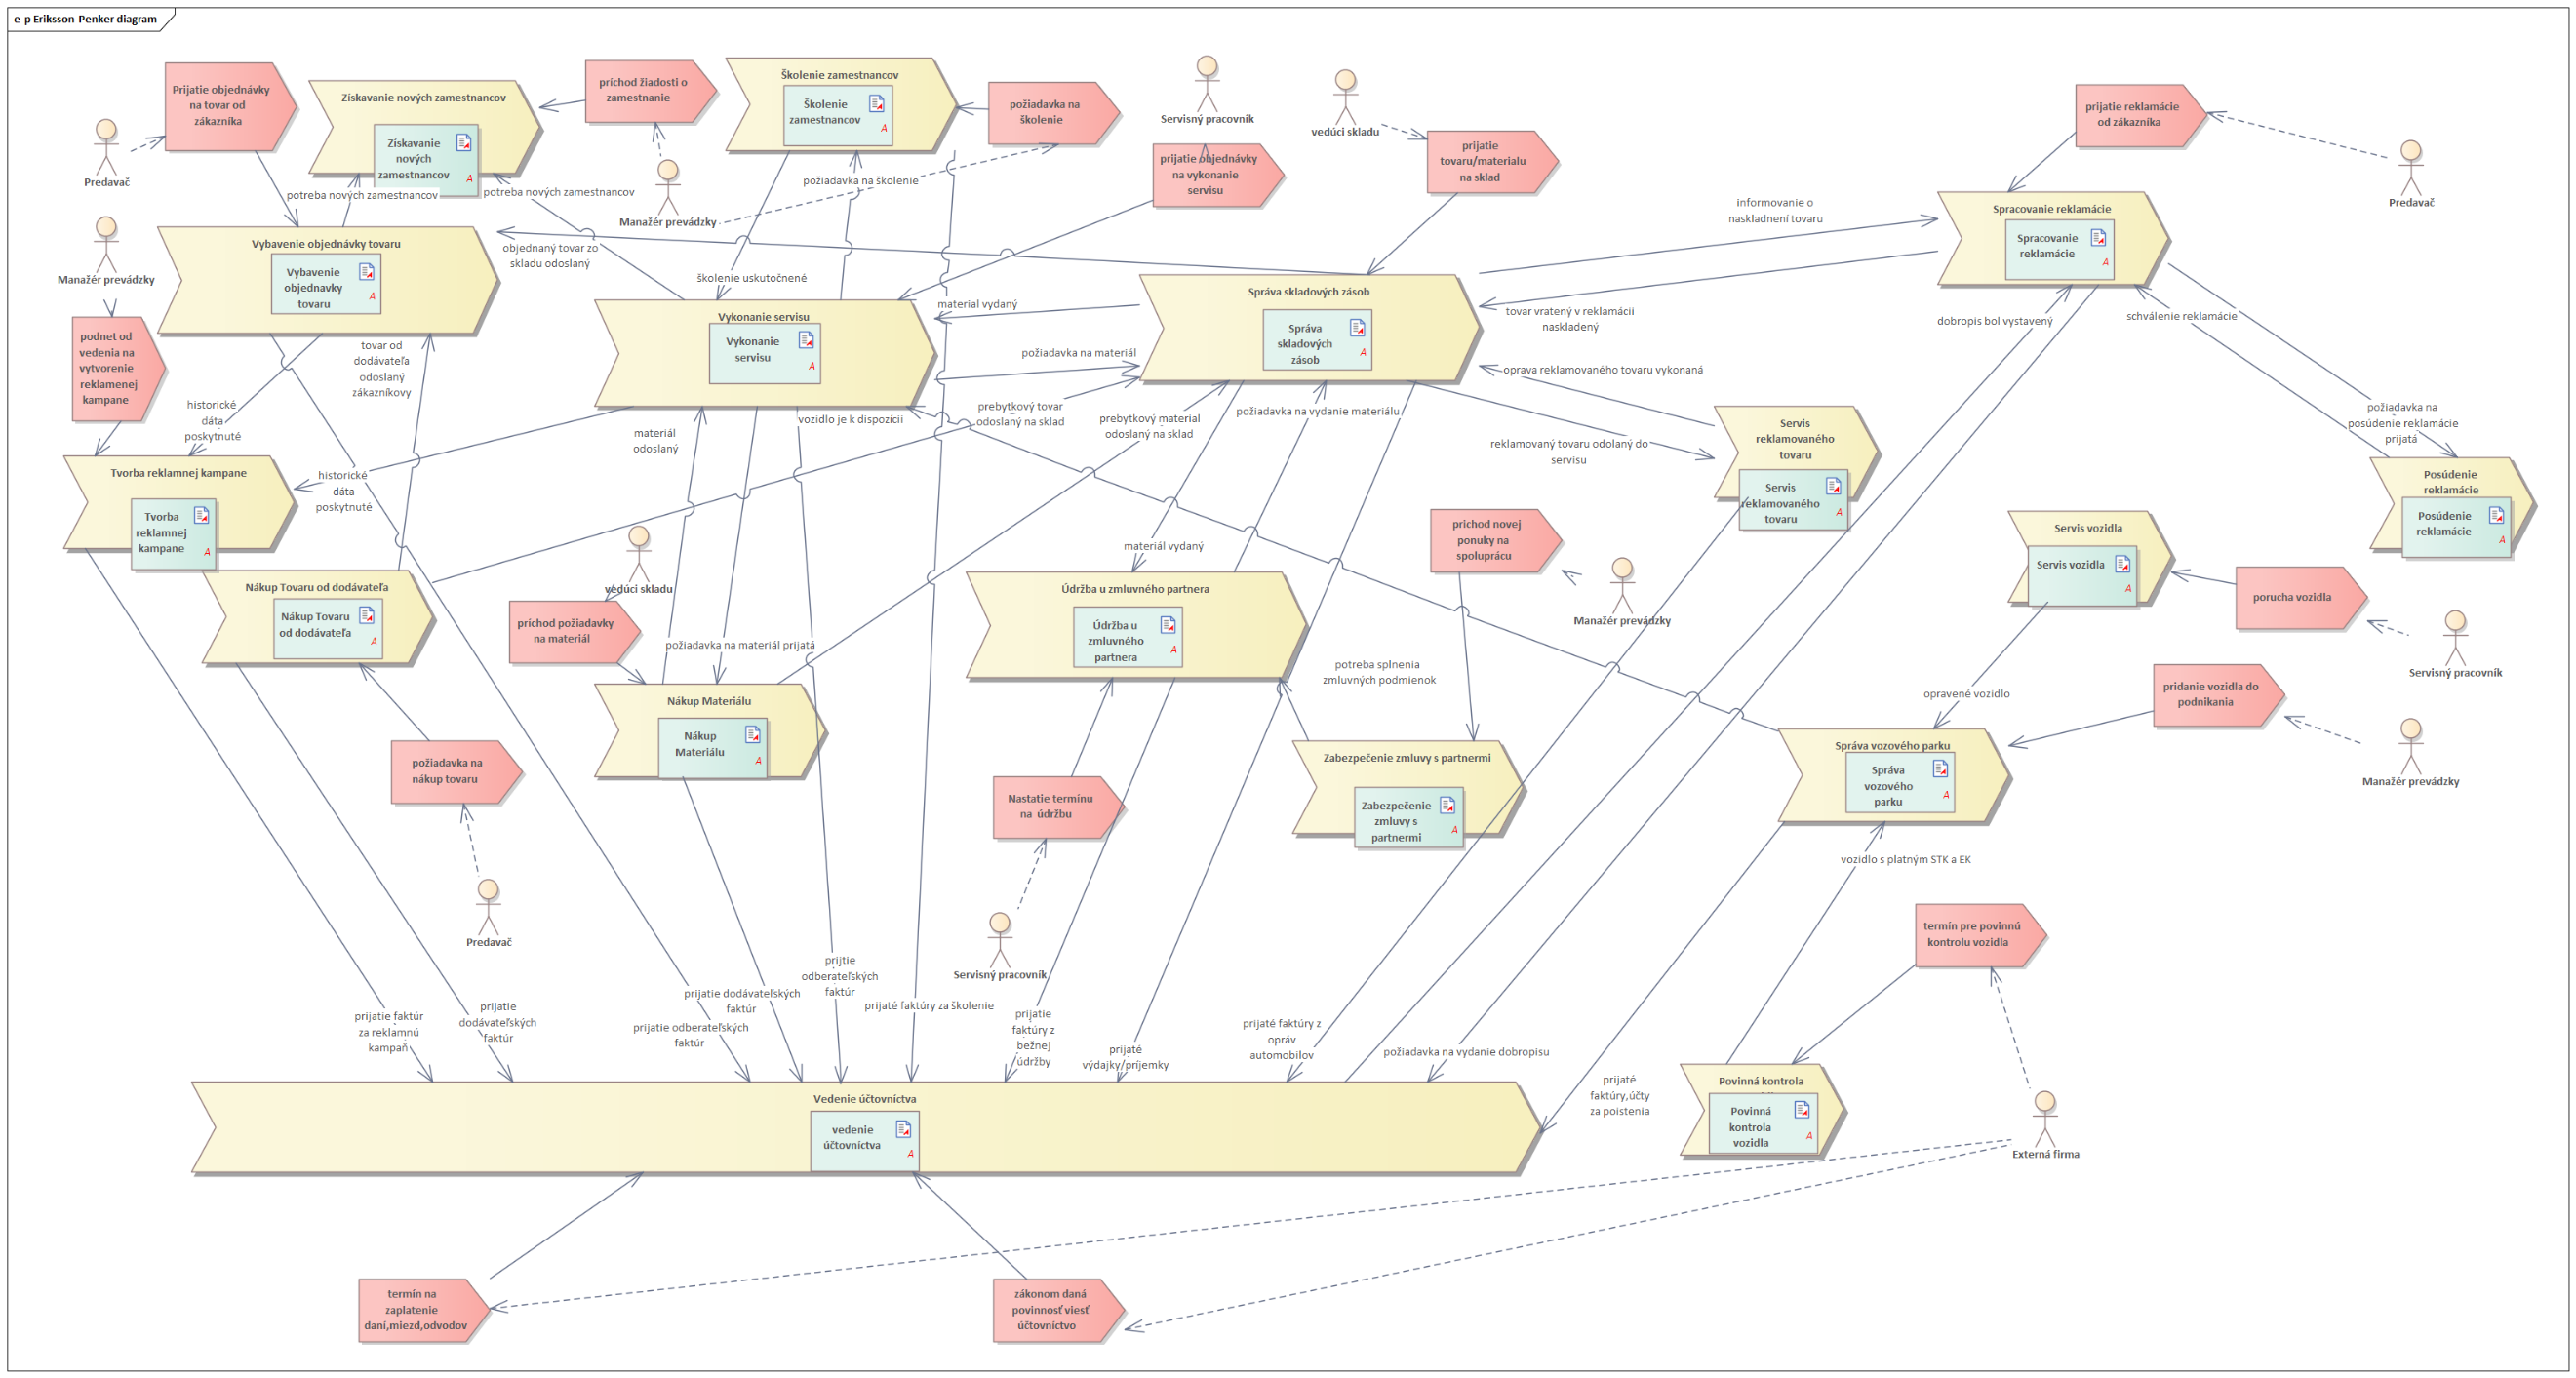 e-p Eriksson-Penker diagram
Prijatie objednávky
na tovar od
zákazníka
Predavač
Získavanie nových zamestnancov
Získavanie
nových
zamestnancov
A
príchod žiadosti o
zamestnanie
Manažér prevádzky
Školenie zamestnancov
Školenie
zamestnancov
A
požiadavka na
školenie
Servisný pracovník
prijatie objednávky
na vykonanie
servisu
vedúci skladu
prijatie
tovaru/materialu
na sklad
prijatie reklamácie
od zákazníka
Predavač
potreba nových zamestnancov
potreba nových zamestnancov
požiadavka na školenie
informovanie o
naskladnení tovaru
Spracovanie reklamácie
Spracovanie
reklamácie
A
Manažér prevádzky
Vybavenie objednávky tovaru
Vybavenie
objednavky
tovaru
A
objednaný tovar zo
skladu odoslaný
školenie uskutočnené
material vydaný
Správa skladových zásob
Správa
skladových
zásob
A
tovar vratený v reklamácii
naskladený
dobropis bol vystavený
schválenie reklamácie
podnet od
vedenia na
vytvorenie
reklamenej
kampane
tovar od
dodávateľa
odoslaný
zákazníkovy
Vykonanie servisu
Vykonanie
servisu
A
požiadavka na materiál
oprava reklamovaného tovaru vykonaná
historické
dáta
poskytnuté
materiál
odoslaný
vozidlo je k dispozícii
prebytkový tovar
odoslaný na sklad
prebytkový material
odoslaný na sklad
požiadavka na vydanie materiálu
reklamovaný tovaru odolaný do
servisu
Servis
reklamovaného
tovaru
Servis
reklamovaného
tovaru
A
požiadavka na
posúdenie reklamácie
prijatá
Tvorba reklamnej kampane
Tvorba
reklamnej
kampane
A
historické
dáta
poskytnuté
Posúdenie
reklamácie
Posúdenie
reklamácie
A
prichod novej
ponuky na
spoluprácu
Manažér prevádzky
materiál vydaný
Servis vozidla
Servis vozidla
A
porucha vozidla
Servisný pracovník
Nákup Tovaru od dodávateľa
Nákup Tovaru
od dodávateľa
A
vedúci skladu
príchod požiadavky
na materiál
požiadavka na materiál prijatá
Údržba u zmluvného partnera
Údržba u
zmluvného
partnera
A
potreba splnenia
zmluvných podmienok
opravené vozidlo
pridanie vozidla do
podnikania
Manažér prevádzky
Nákup Materiálu
Nákup
Materiálu
A
požiadavka na
nákup tovaru
Predavač
Nastatie termínu
na údržbu
Servisný pracovník
Zabezpečenie zmluvy s partnermi
Zabezpečenie
zmluvy s
partnermi
A
Správa vozového parku
Správa
vozového
parku
A
vozidlo s platným STK a EK
termín pre povinnú
kontrolu vozidla
prijatie faktúr
za reklamnú
kampaň
prijatie
dodávateľských
faktúr
prijatie odberateľských
faktúr
prijatie dodávateľských
faktúr
prijtie
odberateľských
faktúr
prijaté faktúry za školenie
prijatie
faktúry z
bežnej
údržby
prijaté
výdajky/príjemky
prijaté faktúry z
opráv
automobilov
požiadavka na vydanie dobropisu
prijaté
faktúry,účty
za poistenia
Povinná kontrola
Povinná
kontrola
vozidla
A
Externá firma
Vedenie účtovníctva
vedenie
účtovníctva
A
termín na
zaplatenie
daní,miezd,odvodov
zákonom daná
povinnosť viesť
účtovníctvo